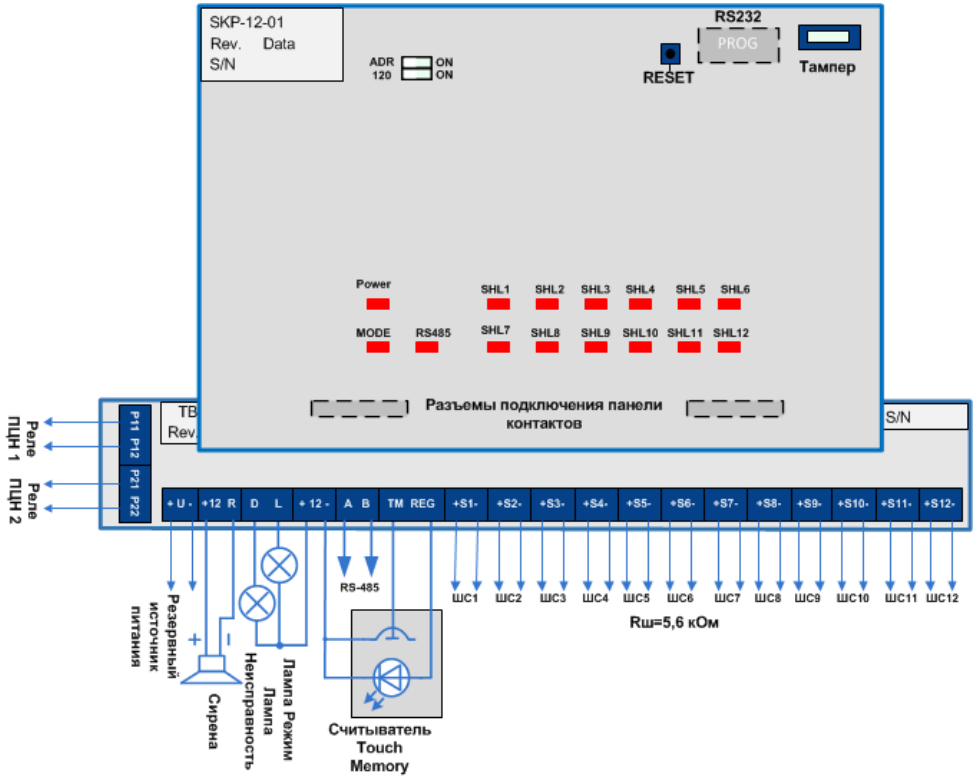 SKP-12-01
Rev. Data
S/N
ADR ON
120 ON
RS232
PROG
RESET
Тампер
Power
SHL1 SHL2 SHL3 SHL4 SHL5 SHL6
MODE RS485 SHL7 SHL8 SHL9 SHL10 SHL11 SHL12
Разъемы подключения панели
контактов
TB
Rev.
S/N
P11 P12
P21 P22
Реле
ПЦН 1
Реле
ПЦН 2
+ U - +12 R D L + 12 - A B TM REG +S1- +S2- +S3- +S4- +S5- +S6- +S7- +S8- +S9- +S10- +S11- +S12-
RS-485
ШС1 ШС2 ШС3 ШС4 ШС5 ШС6 ШС7 ШС8 ШС9 ШС10 ШС11 ШС12
Rш=5,6 кОм
Резервный
источник
питания
+ -
Сирена
Лампа Режим
Лампа
Неисправность
Считыватель
Touch
Memory